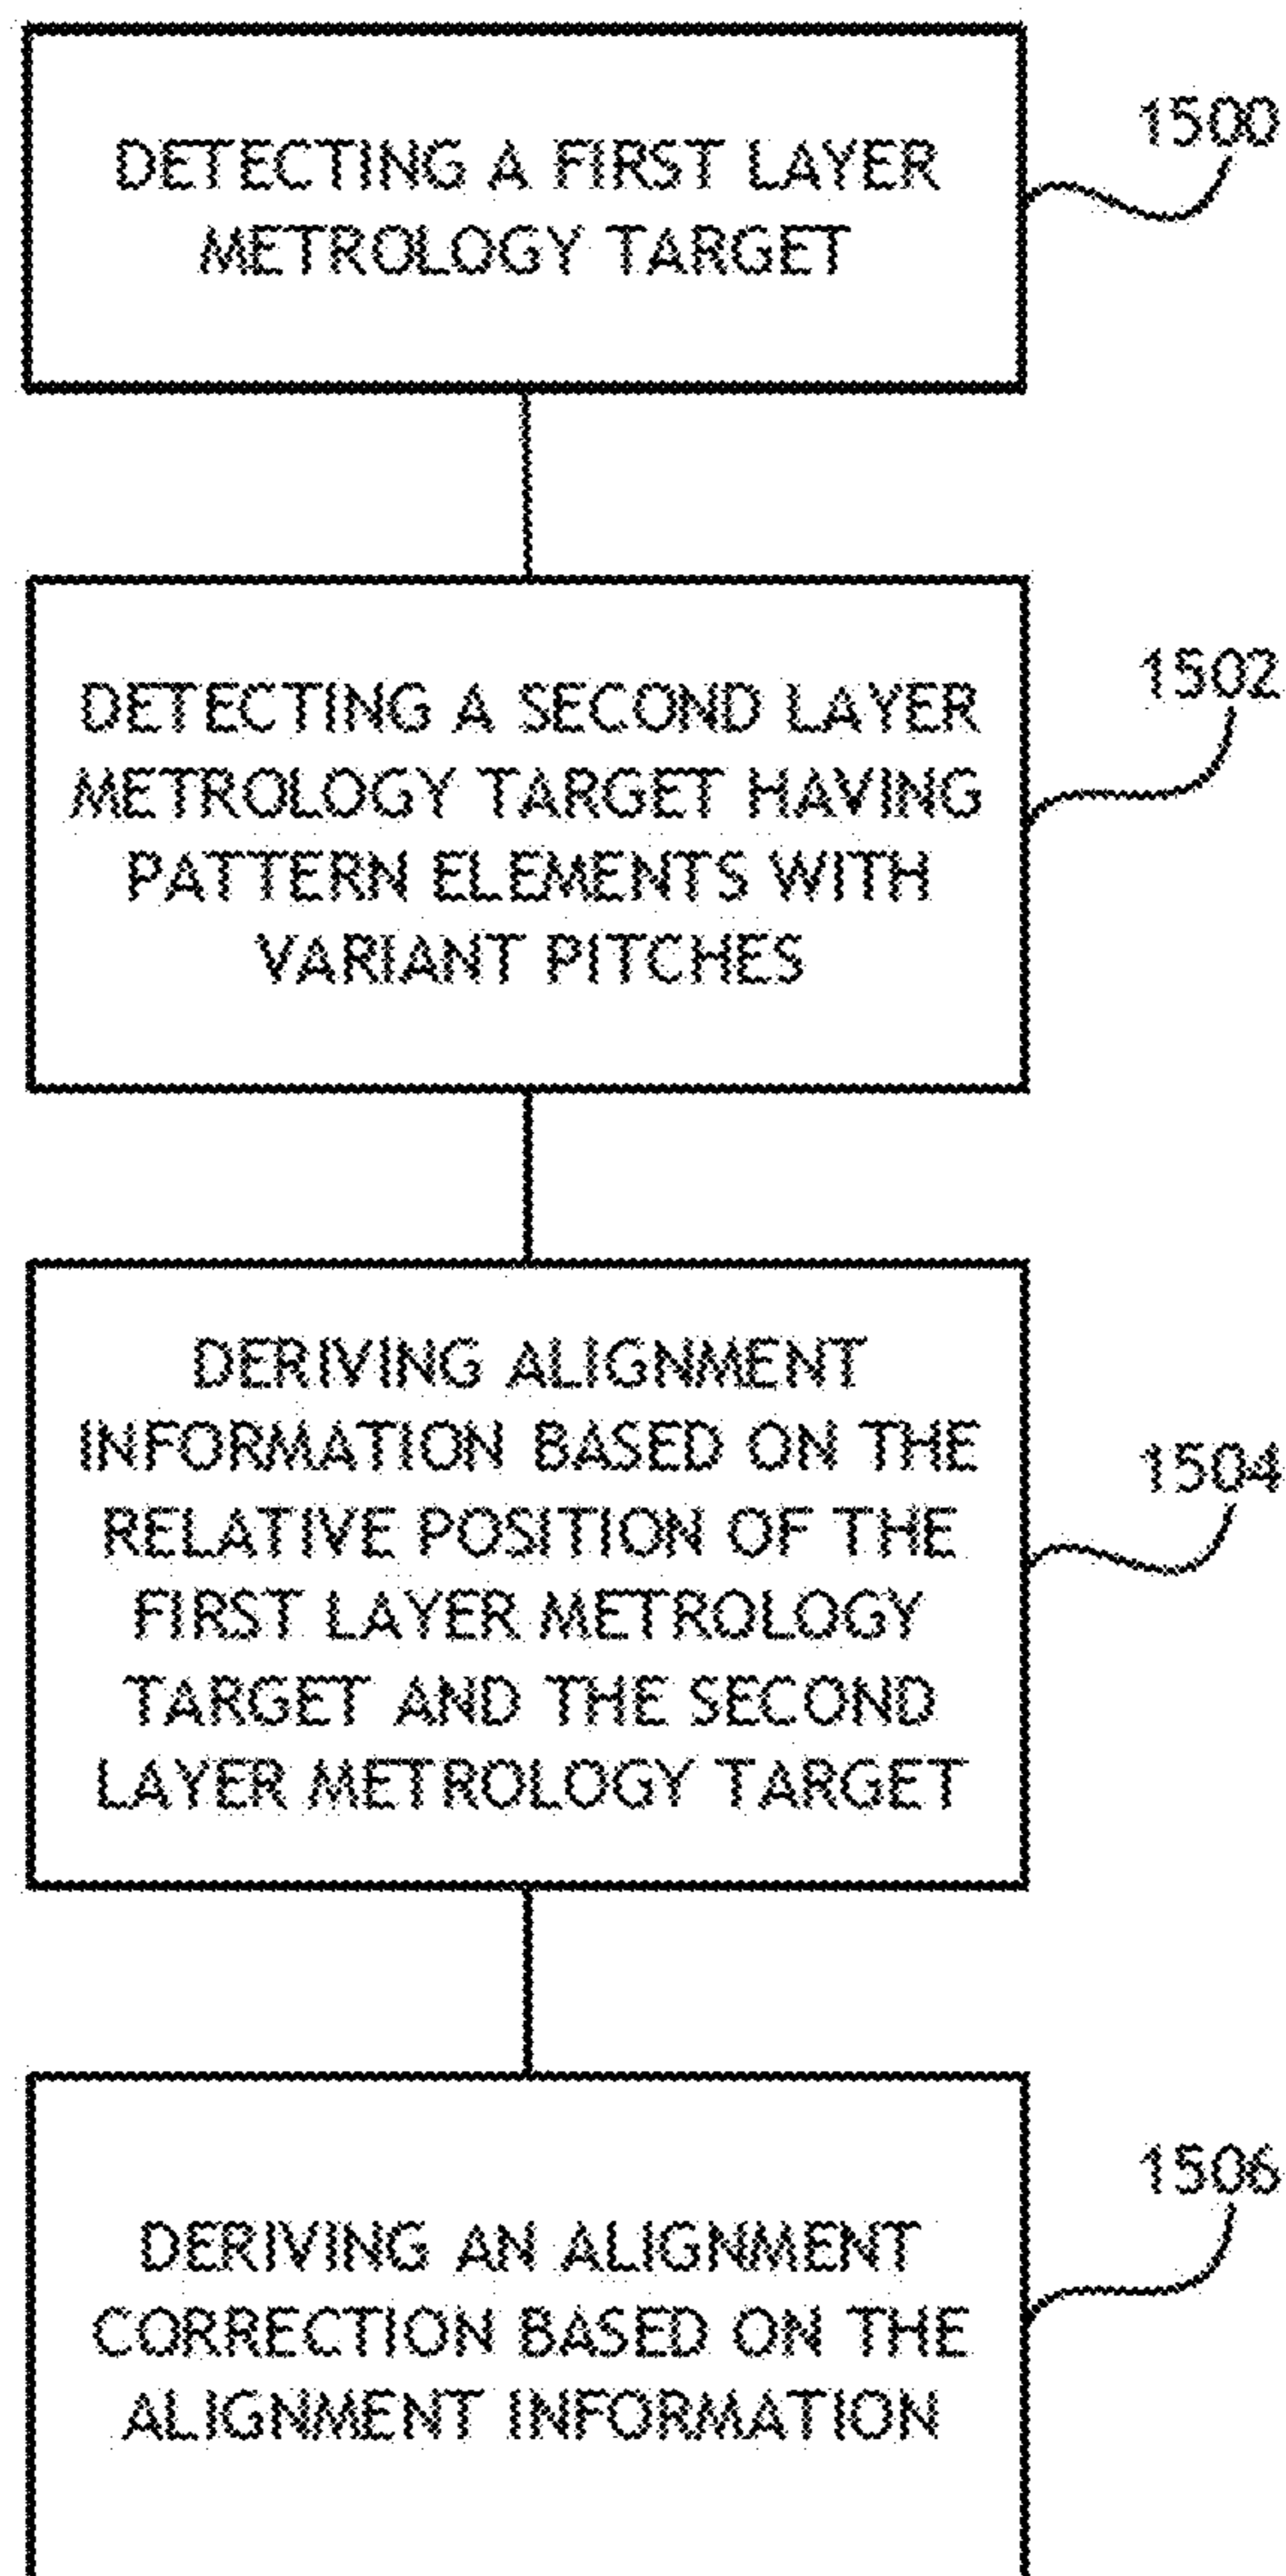 DETECTING A FIRST LAYER
METROLOGY TARGET
1500
DETECTING A SECOND LAYER
METROLOGY TARGET HAVING
PATTERN ELEMENTS WITH
VARIANT PITCHES
1502
DERIVING ALIGNMENT
INFORMATION BASED ON THE
RELATIVE POSITION OF THE
FIRST LAYER METROLOGY
TARGET AND THE SECOND
LAYER METROLOGY TARGET
1504
DERIVING AN ALIGNMENT
CORRECTION BASED ON THE
ALIGNMENT INFORMATION
1506